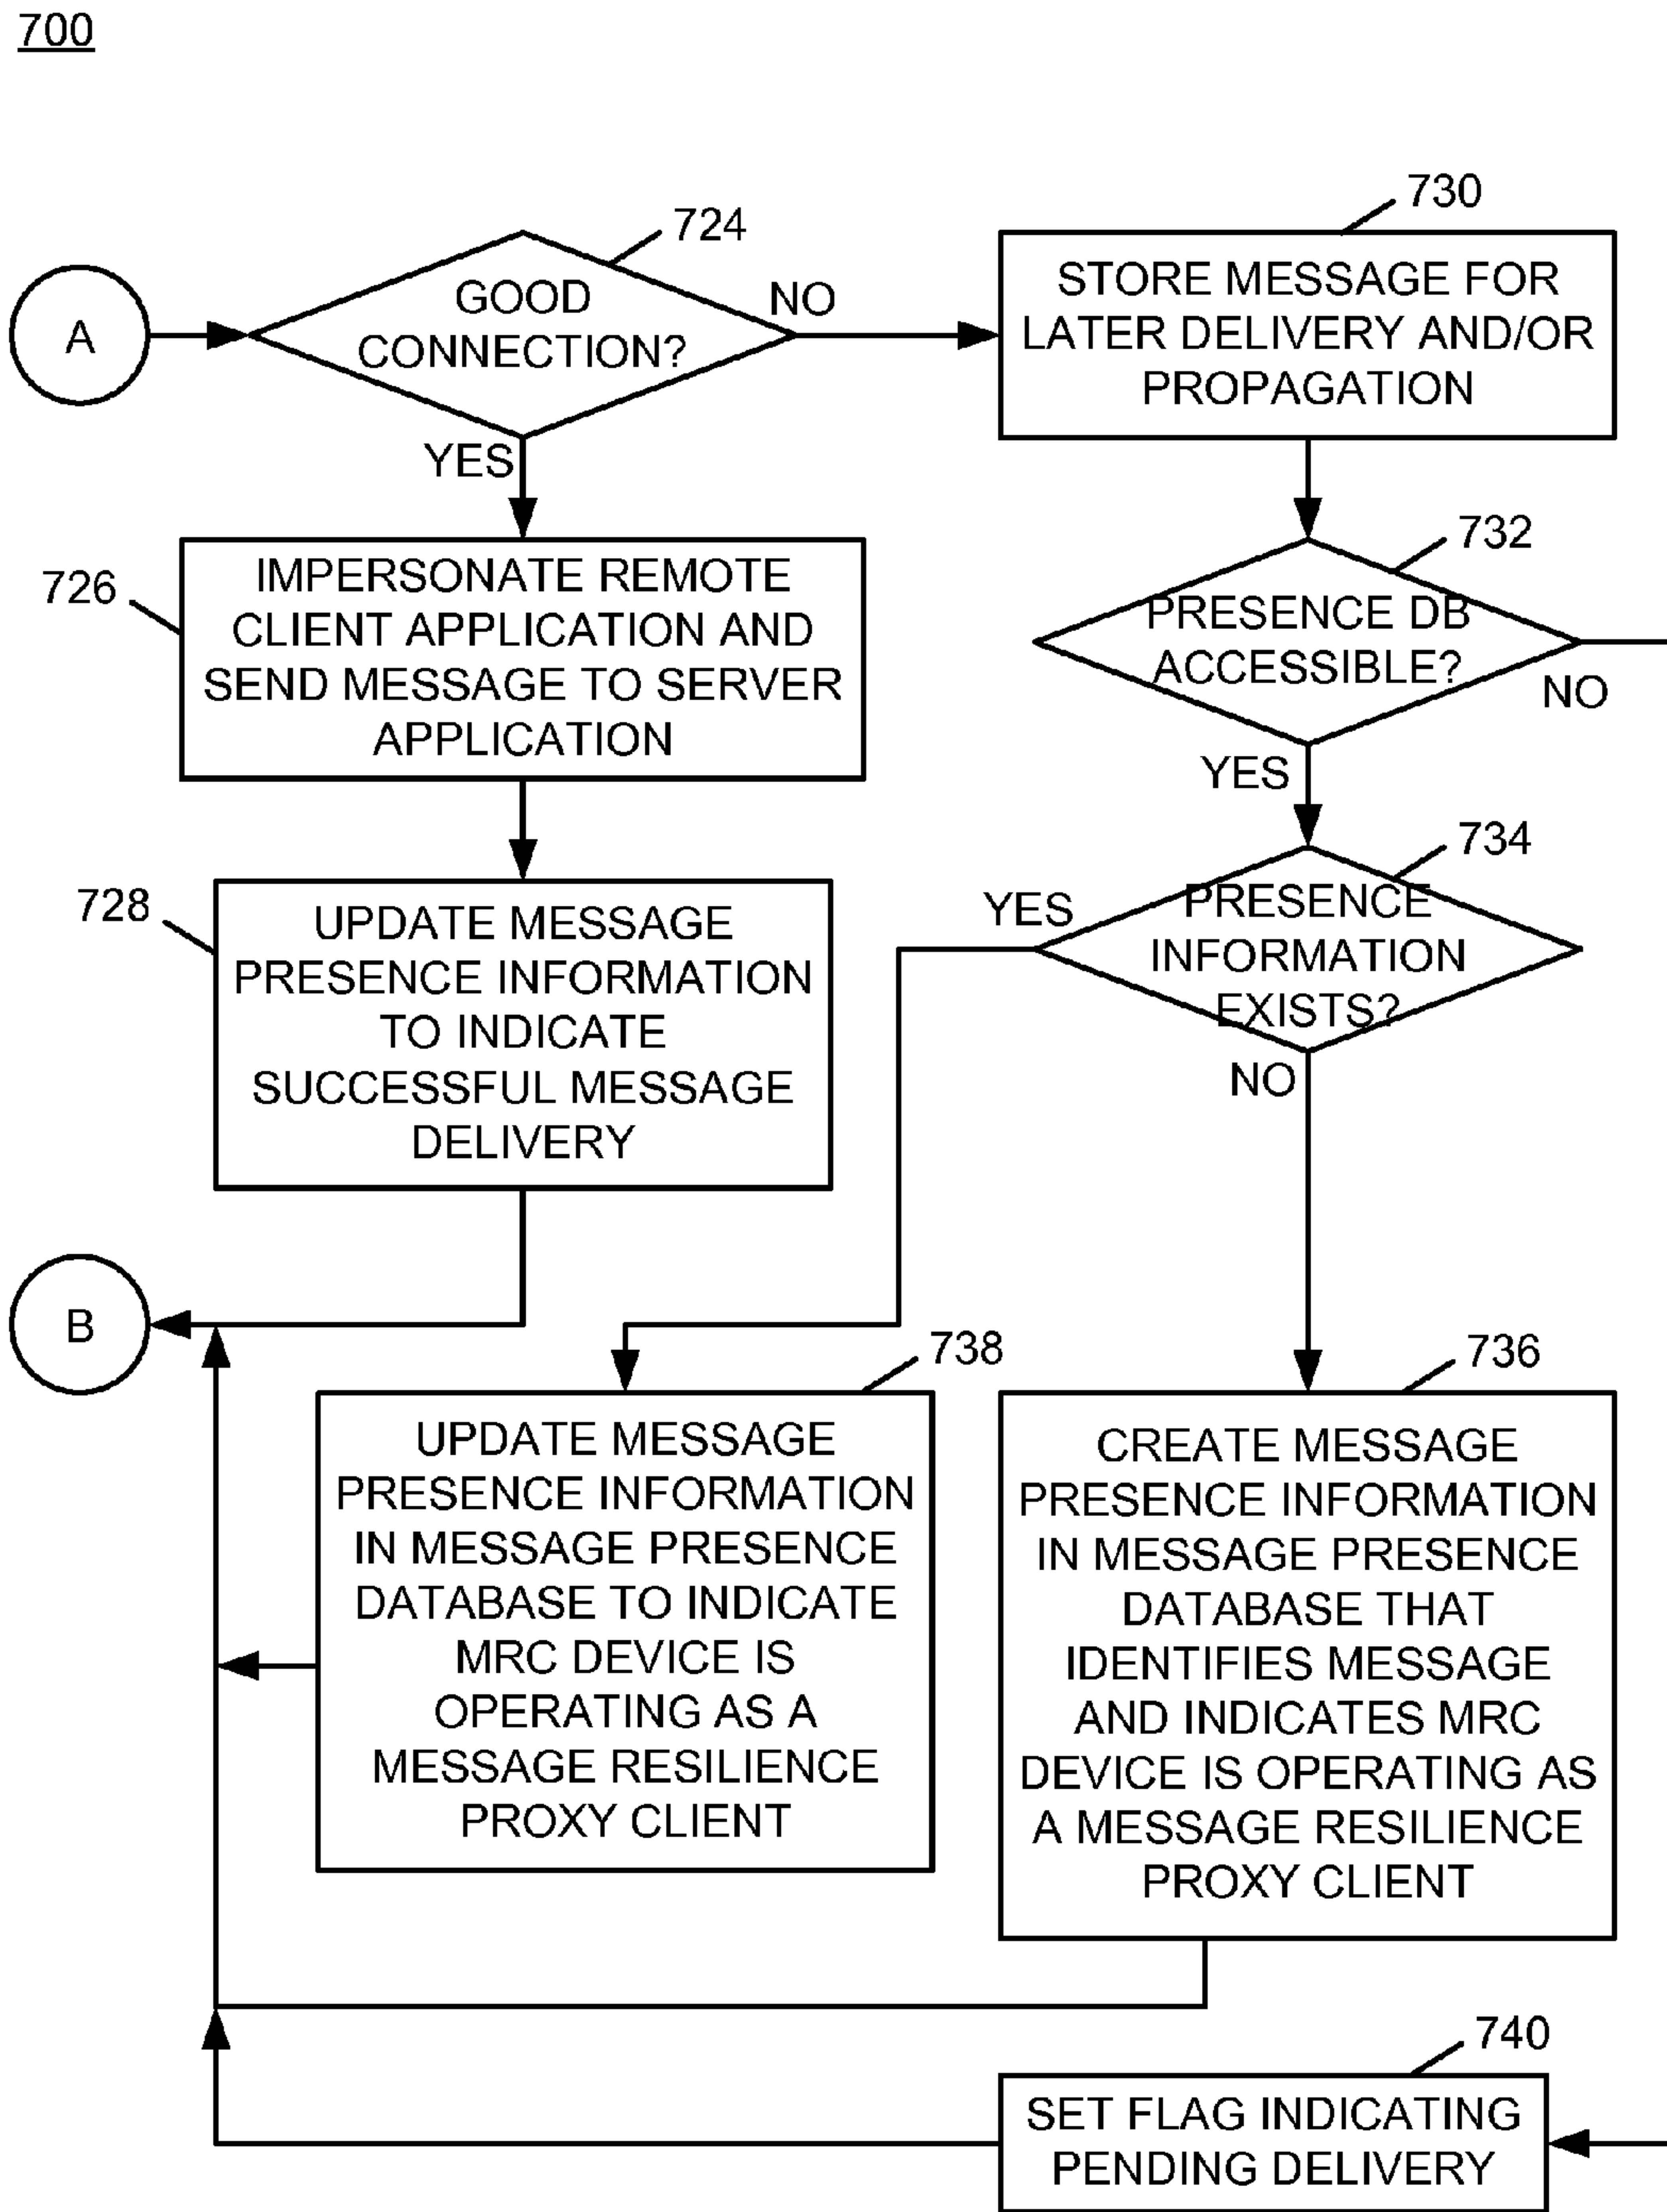 700
A
724
GOOD
CONNECTION?
NO
YES
730
STORE MESSAGE FOR
LATER DELIVERY AND/OR
PROPAGATION
726
IMPERSONATE REMOTE
CLIENT APPLICATION AND
SEND MESSAGE TO SERVER
APPLICATION
732
PRESENCE DB
ACCESSIBLE?
NO
YES
728
UPDATE MESSAGE
PRESENCE INFORMATION
TO INDICATE
SUCCESSFUL MESSAGE
DELIVERY
734
PRESENCE
INFORMATION
EXISTS?
YES
NO
B
738
UPDATE MESSAGE
PRESENCE INFORMATION
IN MESSAGE PRESENCE
DATABASE TO INDICATE
MRC DEVICE IS
OPERATING AS A
MESSAGE RESILIENCE
PROXY CLIENT
736
CREATE MESSAGE
PRESENCE INFORMATION
IN MESSAGE PRESENCE
DATABASE THAT
IDENTIFIES MESSAGE
AND INDICATES MRC
DEVICE IS OPERATING AS
A MESSAGE RESILIENCE
PROXY CLIENT
740
SET FLAG INDICATING
PENDING DELIVERY